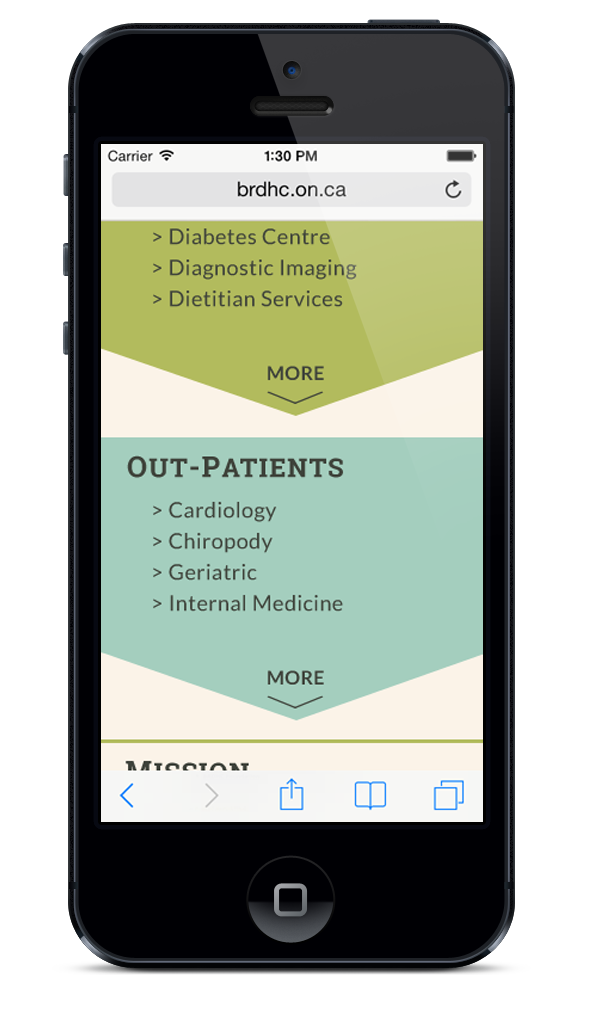 Carrier 1:30 PM
brdhc.on.ca
> Diabetes Centre
> Diagnostic Imaging
> Dietitian Services
MORE
OUT-PATIENTS
> Cardiology
> Chiropody
> Geriatric
> Internal Medicine
MORE
MISSION